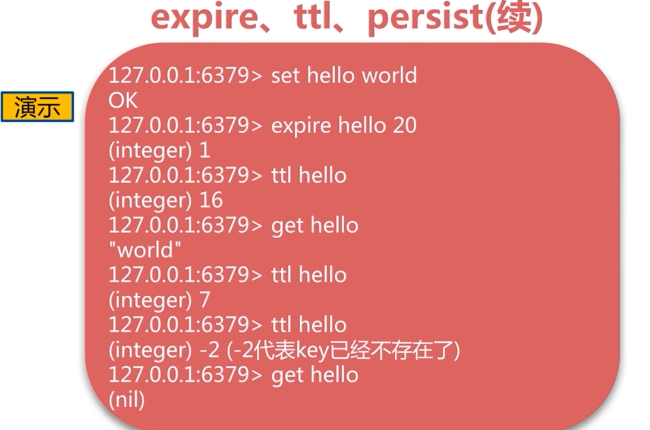 expire、ttl、persist(续)
演示
127.0.0.1:6379> set hello world
OK
127.0.0.1:6379> expire hello 20
(integer) 1
127.0.0.1:6379> ttl hello
(integer) 16
127.0.0.1:6379> get hello
"world"
127.0.0.1:6379> ttl hello
(integer) 7
127.0.0.1:6379> ttl hello
(integer) -2 (-2代表key已经不存在了)
127.0.0.1:6379> get hello
(nil)